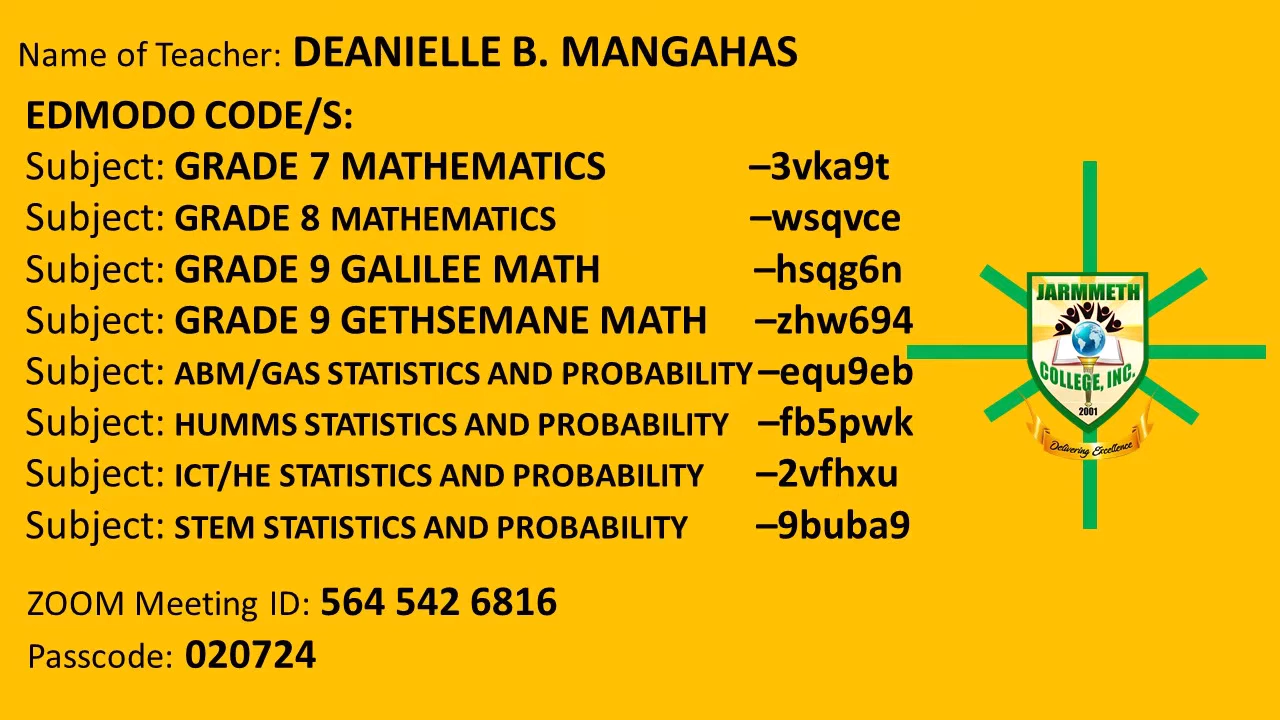 Name of Teacher: DEANIELLE B. MANGAHAS
EDMODO CODE/S:
Subject: GRADE 7 MATHEMATICS –3vka9t
Subject: GRADE 8 MATHEMATICS –wsqvce
Subject: GRADE 9 GALILEE MATH –hsqg6n
Subject: GRADE 9 GETHSEMANE MATH –zhw694
Subject: ABM/GAS STATISTICS AND PROBABILITY –equ9eb
Subject: HUMMS STATISTICS AND PROBABILITY –fb5pwk
Subject: ICT/HE STATISTICS AND PROBABILITY –2vfhxu
Subject: STEM STATISTICS AND PROBABILITY –9buba9
ZOOM Meeting ID: 564 542 6816
Passcode: 020724
JARMMETH
COLLEGE, INC.
2001
Delivering Excellence